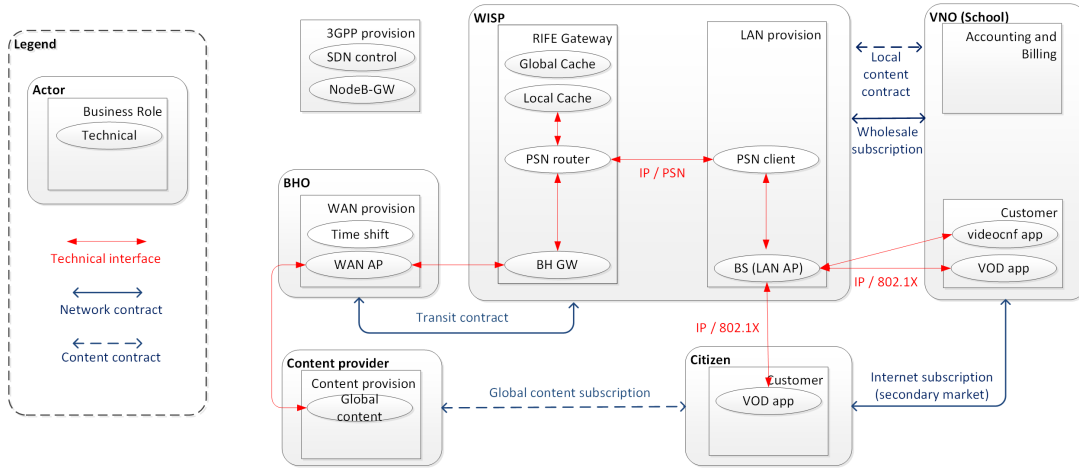 Legend
Actor
Business Role
Technical
Technical interface
Network contract
Content contract
3GPP provision
SDN control
NodeB-GW
BHO
WAN provision
Time shift
WAN AP
WISP
RIFE Gateway
Global Cache
Local Cache
PSN router
BH GW
IP / PSN
LAN provision
PSN client
BS (LAN AP)
Local
content
contract
Wholesale
subscription
VNO (School)
Accounting and
Billing
Customer
videocnf app
VOD app
IP / 802.1X
Transit contract
IP / 802.1X
Content provider
Content provision
Global
content
Global content subscription
Citizen
Customer
VOD app
Internet subscription
(secondary market)